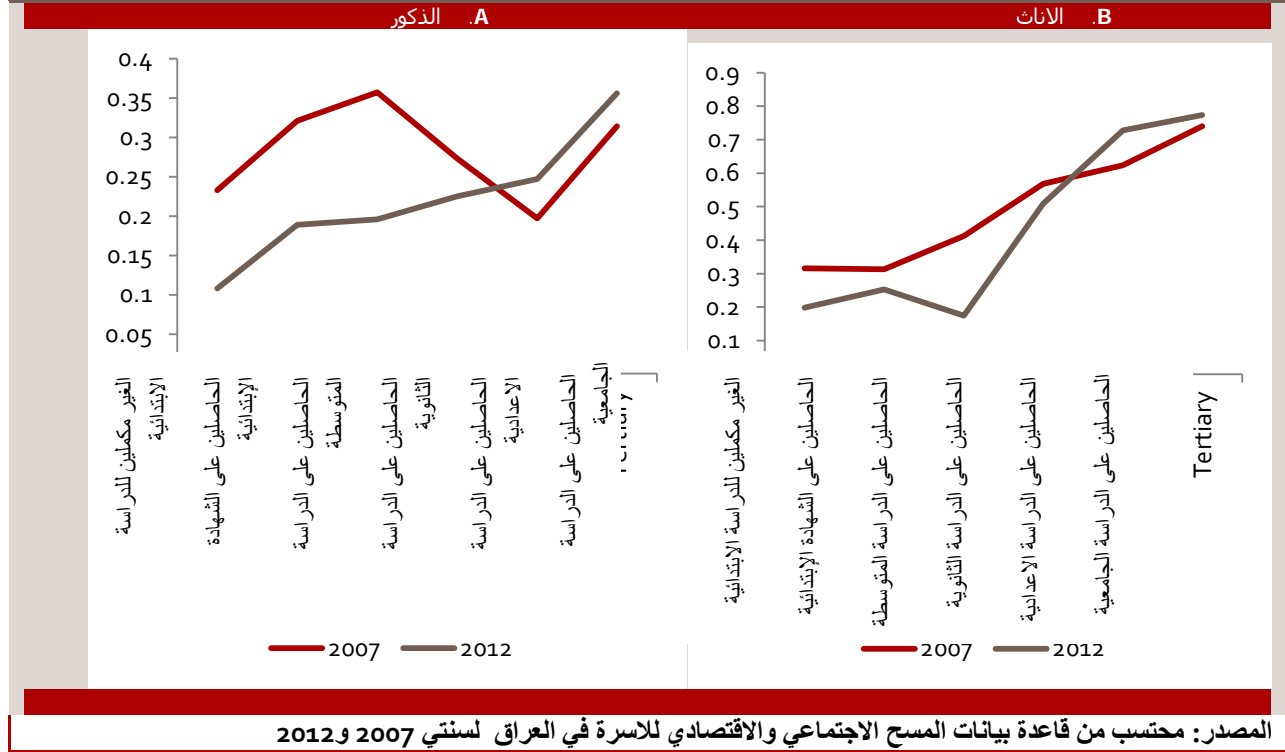 A. الذكور
B. الاناث
0.4
0.35
0.3
0.25
0.2
0.15
0.1
0.05
الغير مكملين للدراسة
الابتدائية
الحاصلين على الشهادة
الإبتدائية
الحاصلين على الدراسة
المتوسطة
الحاصلين على الدراسة
الثانوية
الحاصلين على الدراسة
الاعدادية
الحاصلين على الدراسة
الجامعية
2007
2012
0.9
0.8
0.7
0.6
0.5
0.4
0.3
0.2
0.1
الغير مكملين للدراسة الابتدائية
الحاصلين على الشهادة الإبتدائية
الحاصلين على الدراسة المتوسطة
الحاصلين على الدراسة الثانوية
الحاصلين على الدراسة الاعدادية
الحاصلين على الدراسة الجامعية
Tertiary
2007
2012
المصدر: محتسب من قاعدة بيانات المسح الاجتماعي والاقتصادي للاسرة في العراق لسنتي 2007 و2012